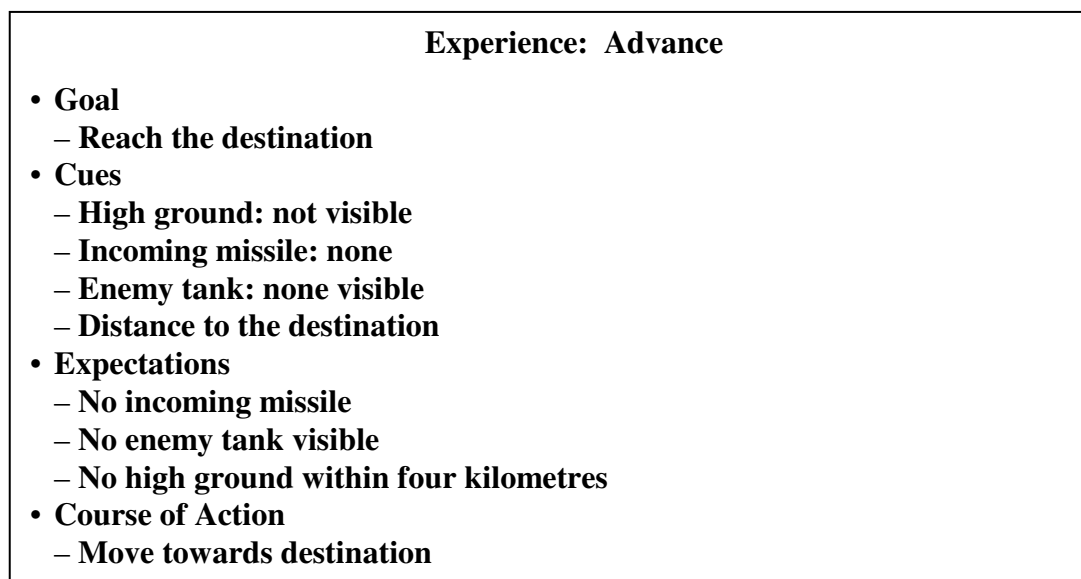 Experience:  Advance
• Goal
– Reach the destination
• Cues
– High ground: not visible
– Incoming missile: none
– Enemy tank: none visible
– Distance to the destination
• Expectations
– No incoming missile
– No enemy tank visible
– No high ground within four kilometres
• Course of Action
– Move towards destination